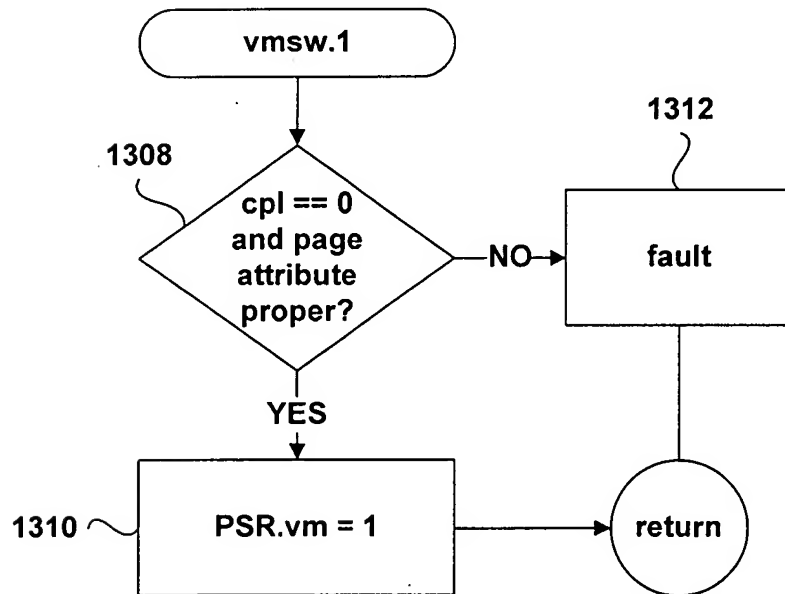 vmsw.1
1308
1312
cpl == 0
and page
attribute
proper?
NO
fault
YES
1310
PSR.vm = 1
return